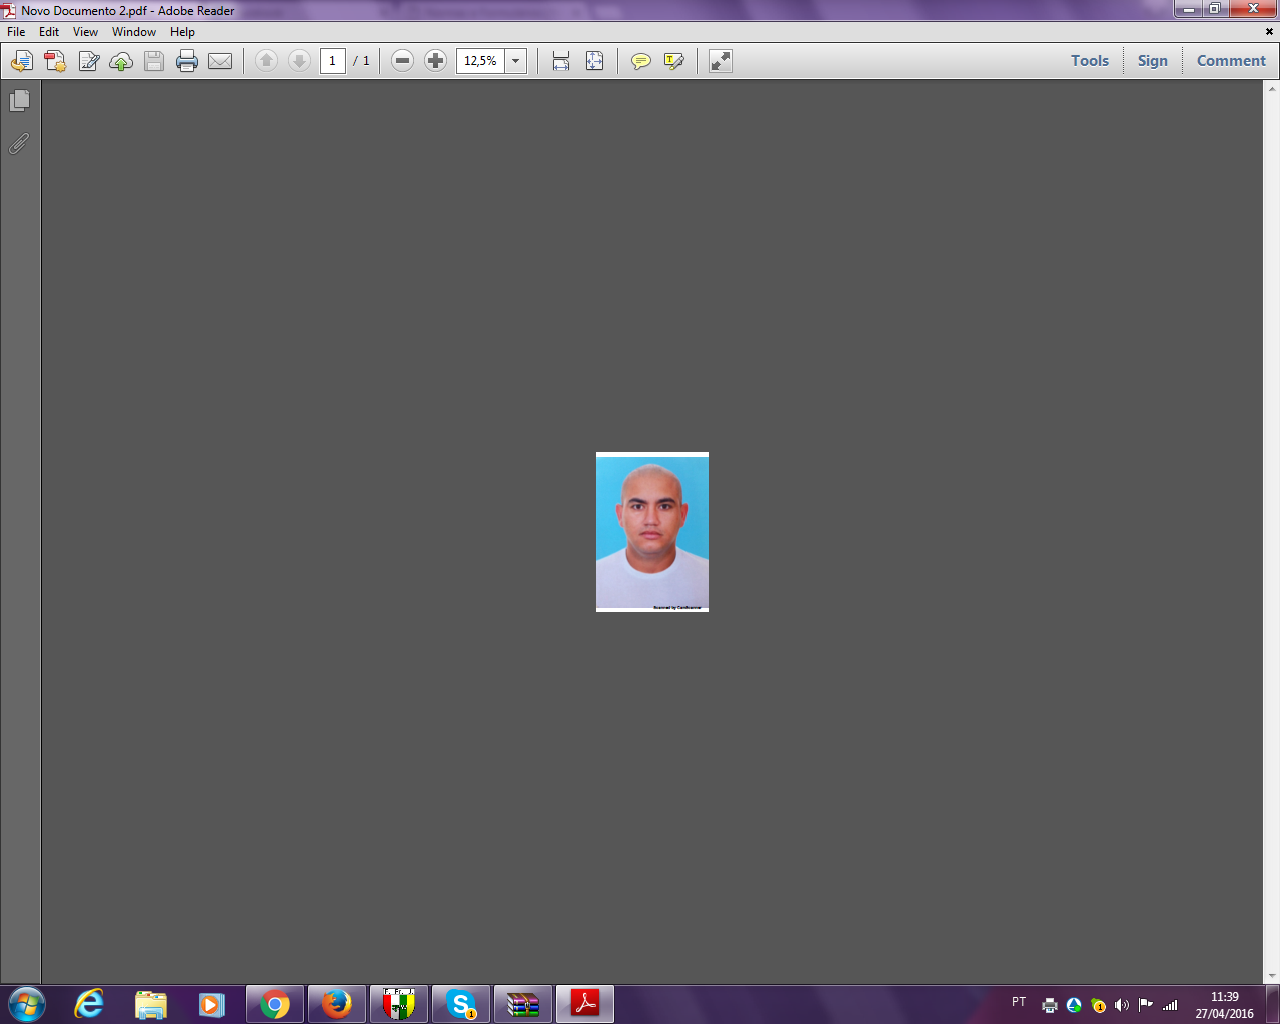 Novo Documento 2.pdf - Adobe Reader
File Edit View Window Help
1 / 1 12,5% Tools Sign Comment
Scanned by CamScanner
PT 11:39
27/04/2016